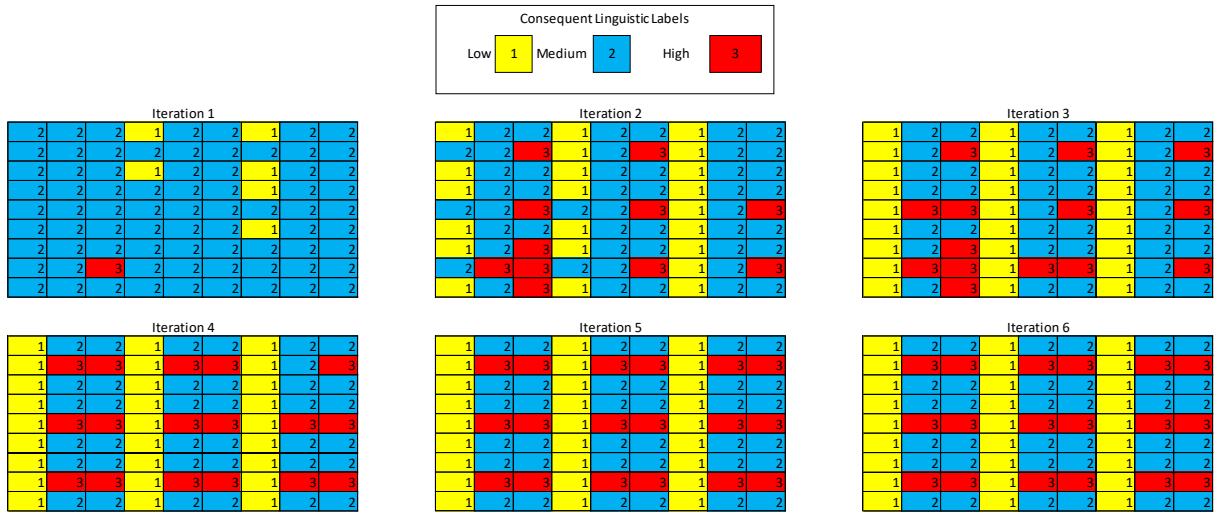 Consequent Linguistic Labels
Low 1 Medium 2 High 3
Iteration 1
2 2 2 1 2 2 1 2 2
2 2 2 2 2 2 2 2 2
2 2 2 1 2 2 1 2 2
2 2 2 2 2 2 1 2 2
2 2 2 2 2 2 2 2 2
2 2 2 2 2 2 1 2 2
2 2 2 2 2 2 2 2 2
2 2 3 2 2 2 2 2 2
2 2 2 2 2 2 2 2 2
Iteration 2
1 2 2 1 2 2 1 2 2
2 2 3 1 2 3 1 2 2
1 2 2 1 2 2 1 2 2
1 2 2 1 2 2 1 2 2
2 2 3 2 2 3 1 2 3
1 2 2 1 2 2 1 2 2
1 2 3 1 2 2 1 2 2
2 3 3 2 2 3 1 2 3
1 2 3 1 2 2 1 2 2
Iteration 3
1 2 2 1 2 2 1 2 2
1 2 3 1 2 3 1 2 3
1 2 2 1 2 2 1 2 2
1 2 2 1 2 2 1 2 2
1 3 3 1 2 3 1 2 3
1 2 2 1 2 2 1 2 2
1 2 3 1 2 2 1 2 2
1 3 3 1 3 3 1 2 3
1 2 3 1 2 2 1 2 2
Iteration 4
1 2 2 1 2 2 1 2 2
1 3 3 1 3 3 1 2 3
1 2 2 1 2 2 1 2 2
1 2 2 1 2 2 1 2 2
1 3 3 1 3 3 1 3 3
1 2 2 1 2 2 1 2 2
1 2 2 1 2 2 1 2 2
1 3 3 1 3 3 1 3 3
1 2 2 1 2 2 1 2 2
Iteration 5
1 2 2 1 2 2 1 2 2
1 3 3 1 3 3 1 3 3
1 2 2 1 2 2 1 2 2
1 2 2 1 2 2 1 2 2
1 3 3 1 3 3 1 3 3
1 2 2 1 2 2 1 2 2
1 2 2 1 2 2 1 2 2
1 3 3 1 3 3 1 3 3
1 2 2 1 2 2 1 2 2
Iteration 6
1 2 2 1 2 2 1 2 2
1 3 3 1 3 3 1 3 3
1 2 2 1 2 2 1 2 2
1 2 2 1 2 2 1 2 2
1 3 3 1 3 3 1 3 3
1 2 2 1 2 2 1 2 2
1 2 2 1 2 2 1 2 2
1 3 3 1 3 3 1 3 3
1 2 2 1 2 2 1 2 2